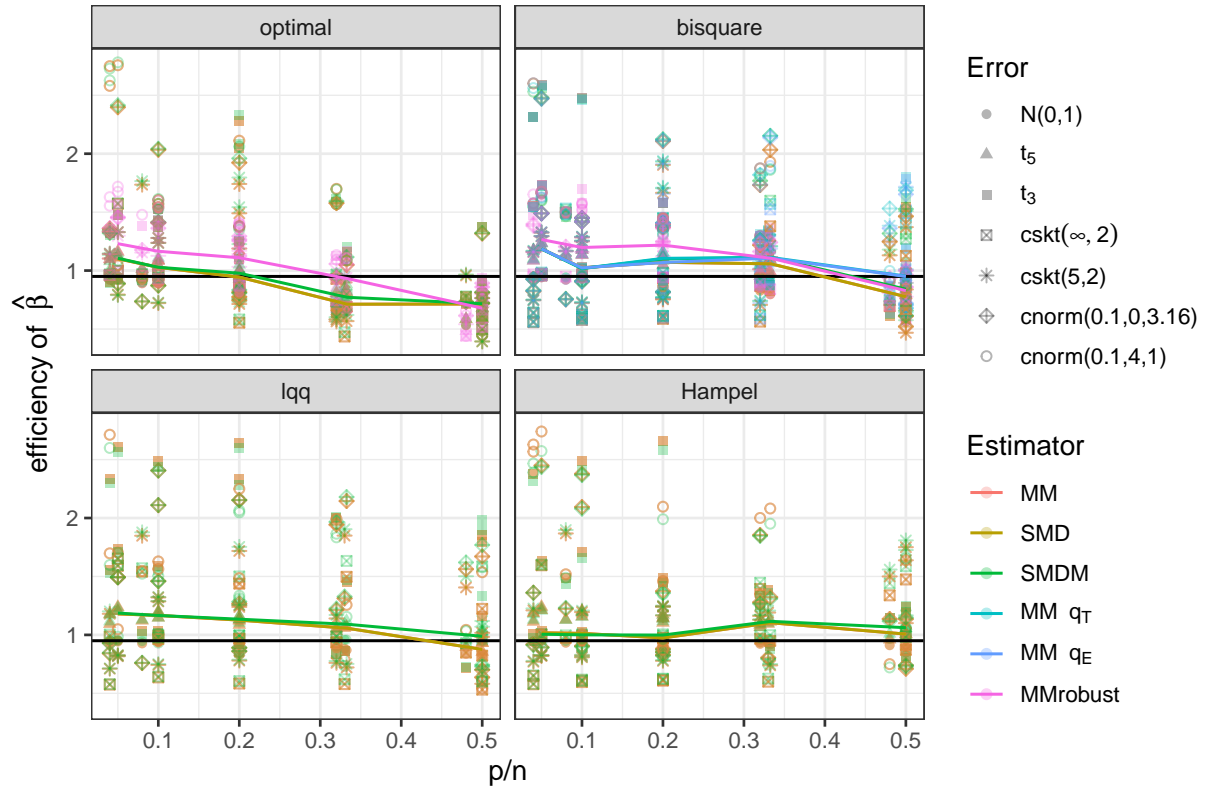 optimal
bisquare
2
1
lqq
Hampel
2
1
0.1
0.2
0.3
0.4
0.5
0.1
0.2
0.3
0.4
0.5
p/n
efficiency of β̂
Error
N(0,1)
t₅
t₃
cskt(∞, 2)
cskt(5,2)
cnorm(0.1,0,3.16)
cnorm(0.1,4,1)
Estimator
MM
SMD
SMDM
MM q_T
MM q_E
MMrobust